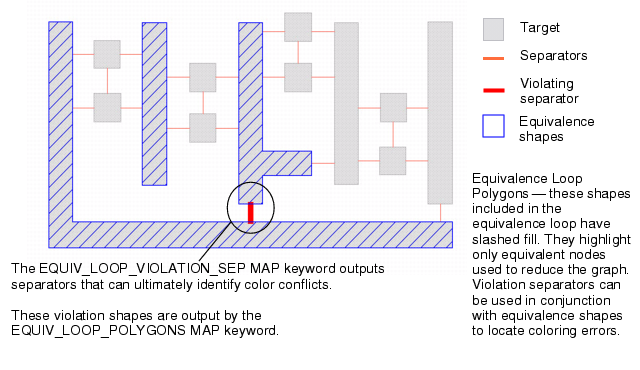 Target
Separators
Violating
separator
Equivalence
shapes
Equivalence Loop
Polygons — these shapes
included in the
equivalence loop have
slashed fill. They highlight
only equivalent nodes
used to reduce the graph.
Violation separators can
be used in conjunction
with equivalence shapes
to locate coloring errors.
The EQUIV_LOOP_VIOLATION_SEP MAP keyword outputs
separators that can ultimately identify color conflicts.
These violation shapes are output by the
EQUIV_LOOP_POLYGONS MAP keyword.